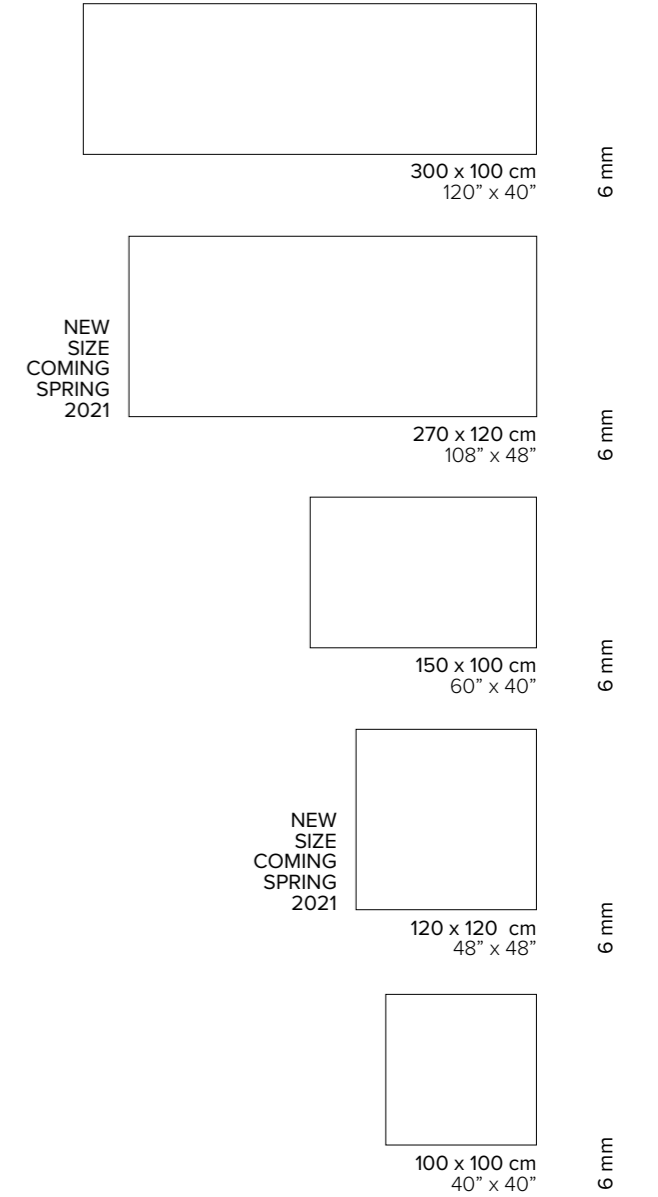 300 x 100 cm
120” x 40”
6 mm
NEW
SIZE
COMING
SPRING
2021
270 x 120 cm
108” x 48”
6 mm
150 x 100 cm
60” x 40”
6 mm
NEW
SIZE
COMING
SPRING
2021
120 x 120  cm
48” x 48”
6 mm
100 x 100 cm
40” x 40”
6 mm